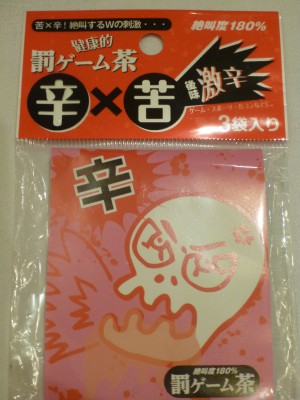 苦×辛!絶叫するWの刺激・・・
絶叫度180%
健康的
罰ゲーム茶
辛×苦
後味
激辛
3袋入り
辛
絶叫度180%
罰ゲーム茶